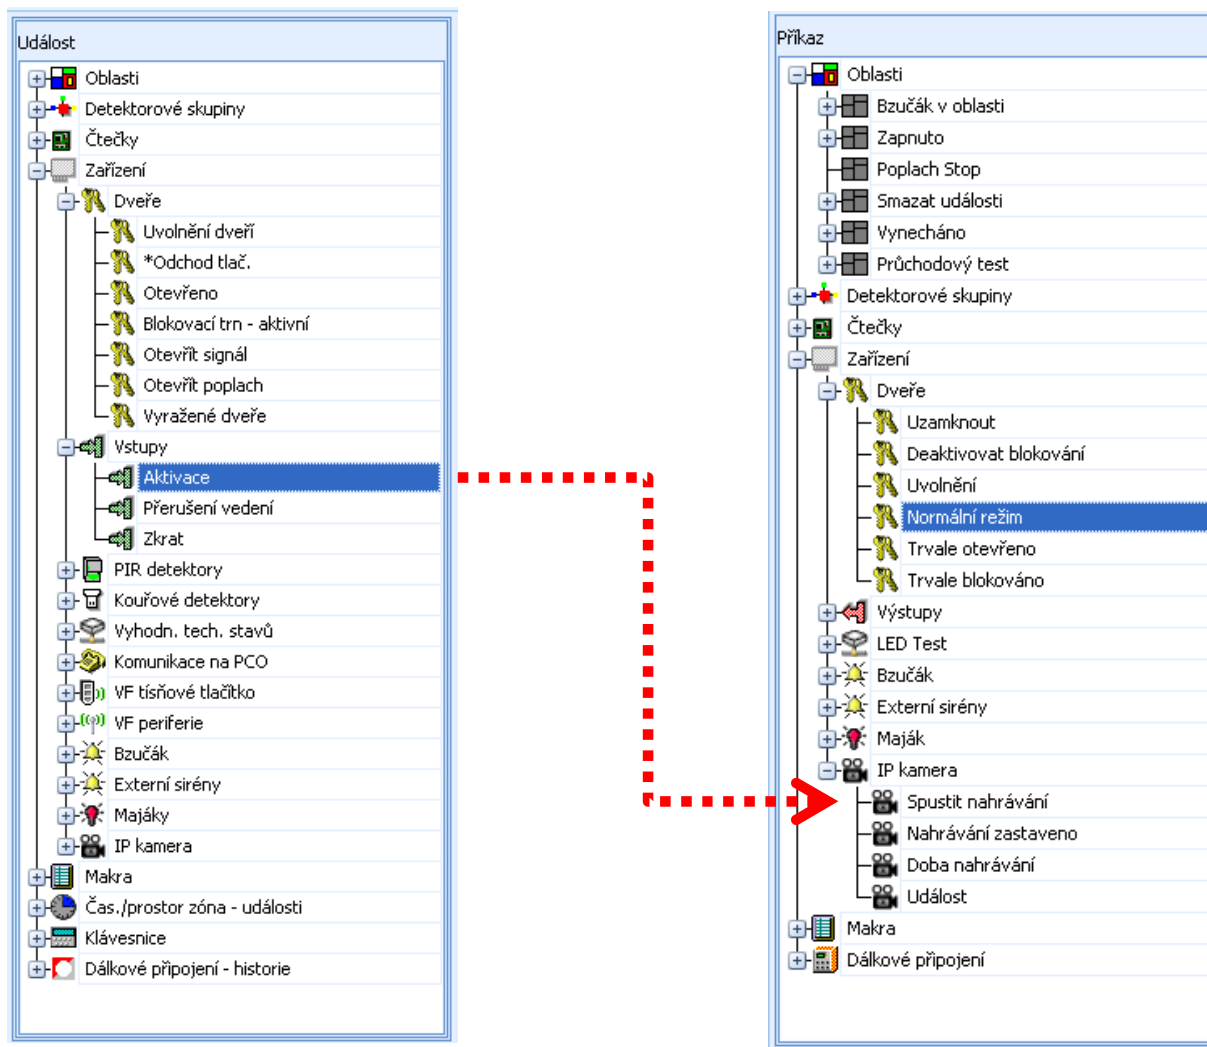 Událost
Oblasti
Detektorové skupiny
Čtečky
Zařízení
Dveře
Uvolnění dveří
*Odchod tlač.
Otevřeno
Blokovací trn - aktivní
Otevřít signál
Otevřít poplach
Vyražené dveře
Vstupy
Aktivace
Přerušení vedení
Zkrat
PIR detektory
Kouřové detektory
Vyhodn. tech. stavů
Komunikace na PCO
VF tísňové tlačítko
VF periferie
Bzučák
Externí sirény
Majáky
IP kamera
Makra
Čas./prostor zóna - události
Klávesnice
Dálkové připojení - historie
Příkaz
Oblasti
Bzučák v oblasti
Zapnuto
Poplach Stop
Smazat události
Vynecháno
Průchodový test
Detektorové skupiny
Čtečky
Zařízení
Dveře
Uzamknout
Deaktivovat blokování
Uvolnění
Normální režim
Trvale otevřeno
Trvale blokováno
Výstupy
LED Test
Bzučák
Externí sirény
Maják
IP kamera
Spustit nahrávání
Nahrávání zastaveno
Doba nahrávání
Událost
Makra
Dálkové připojení